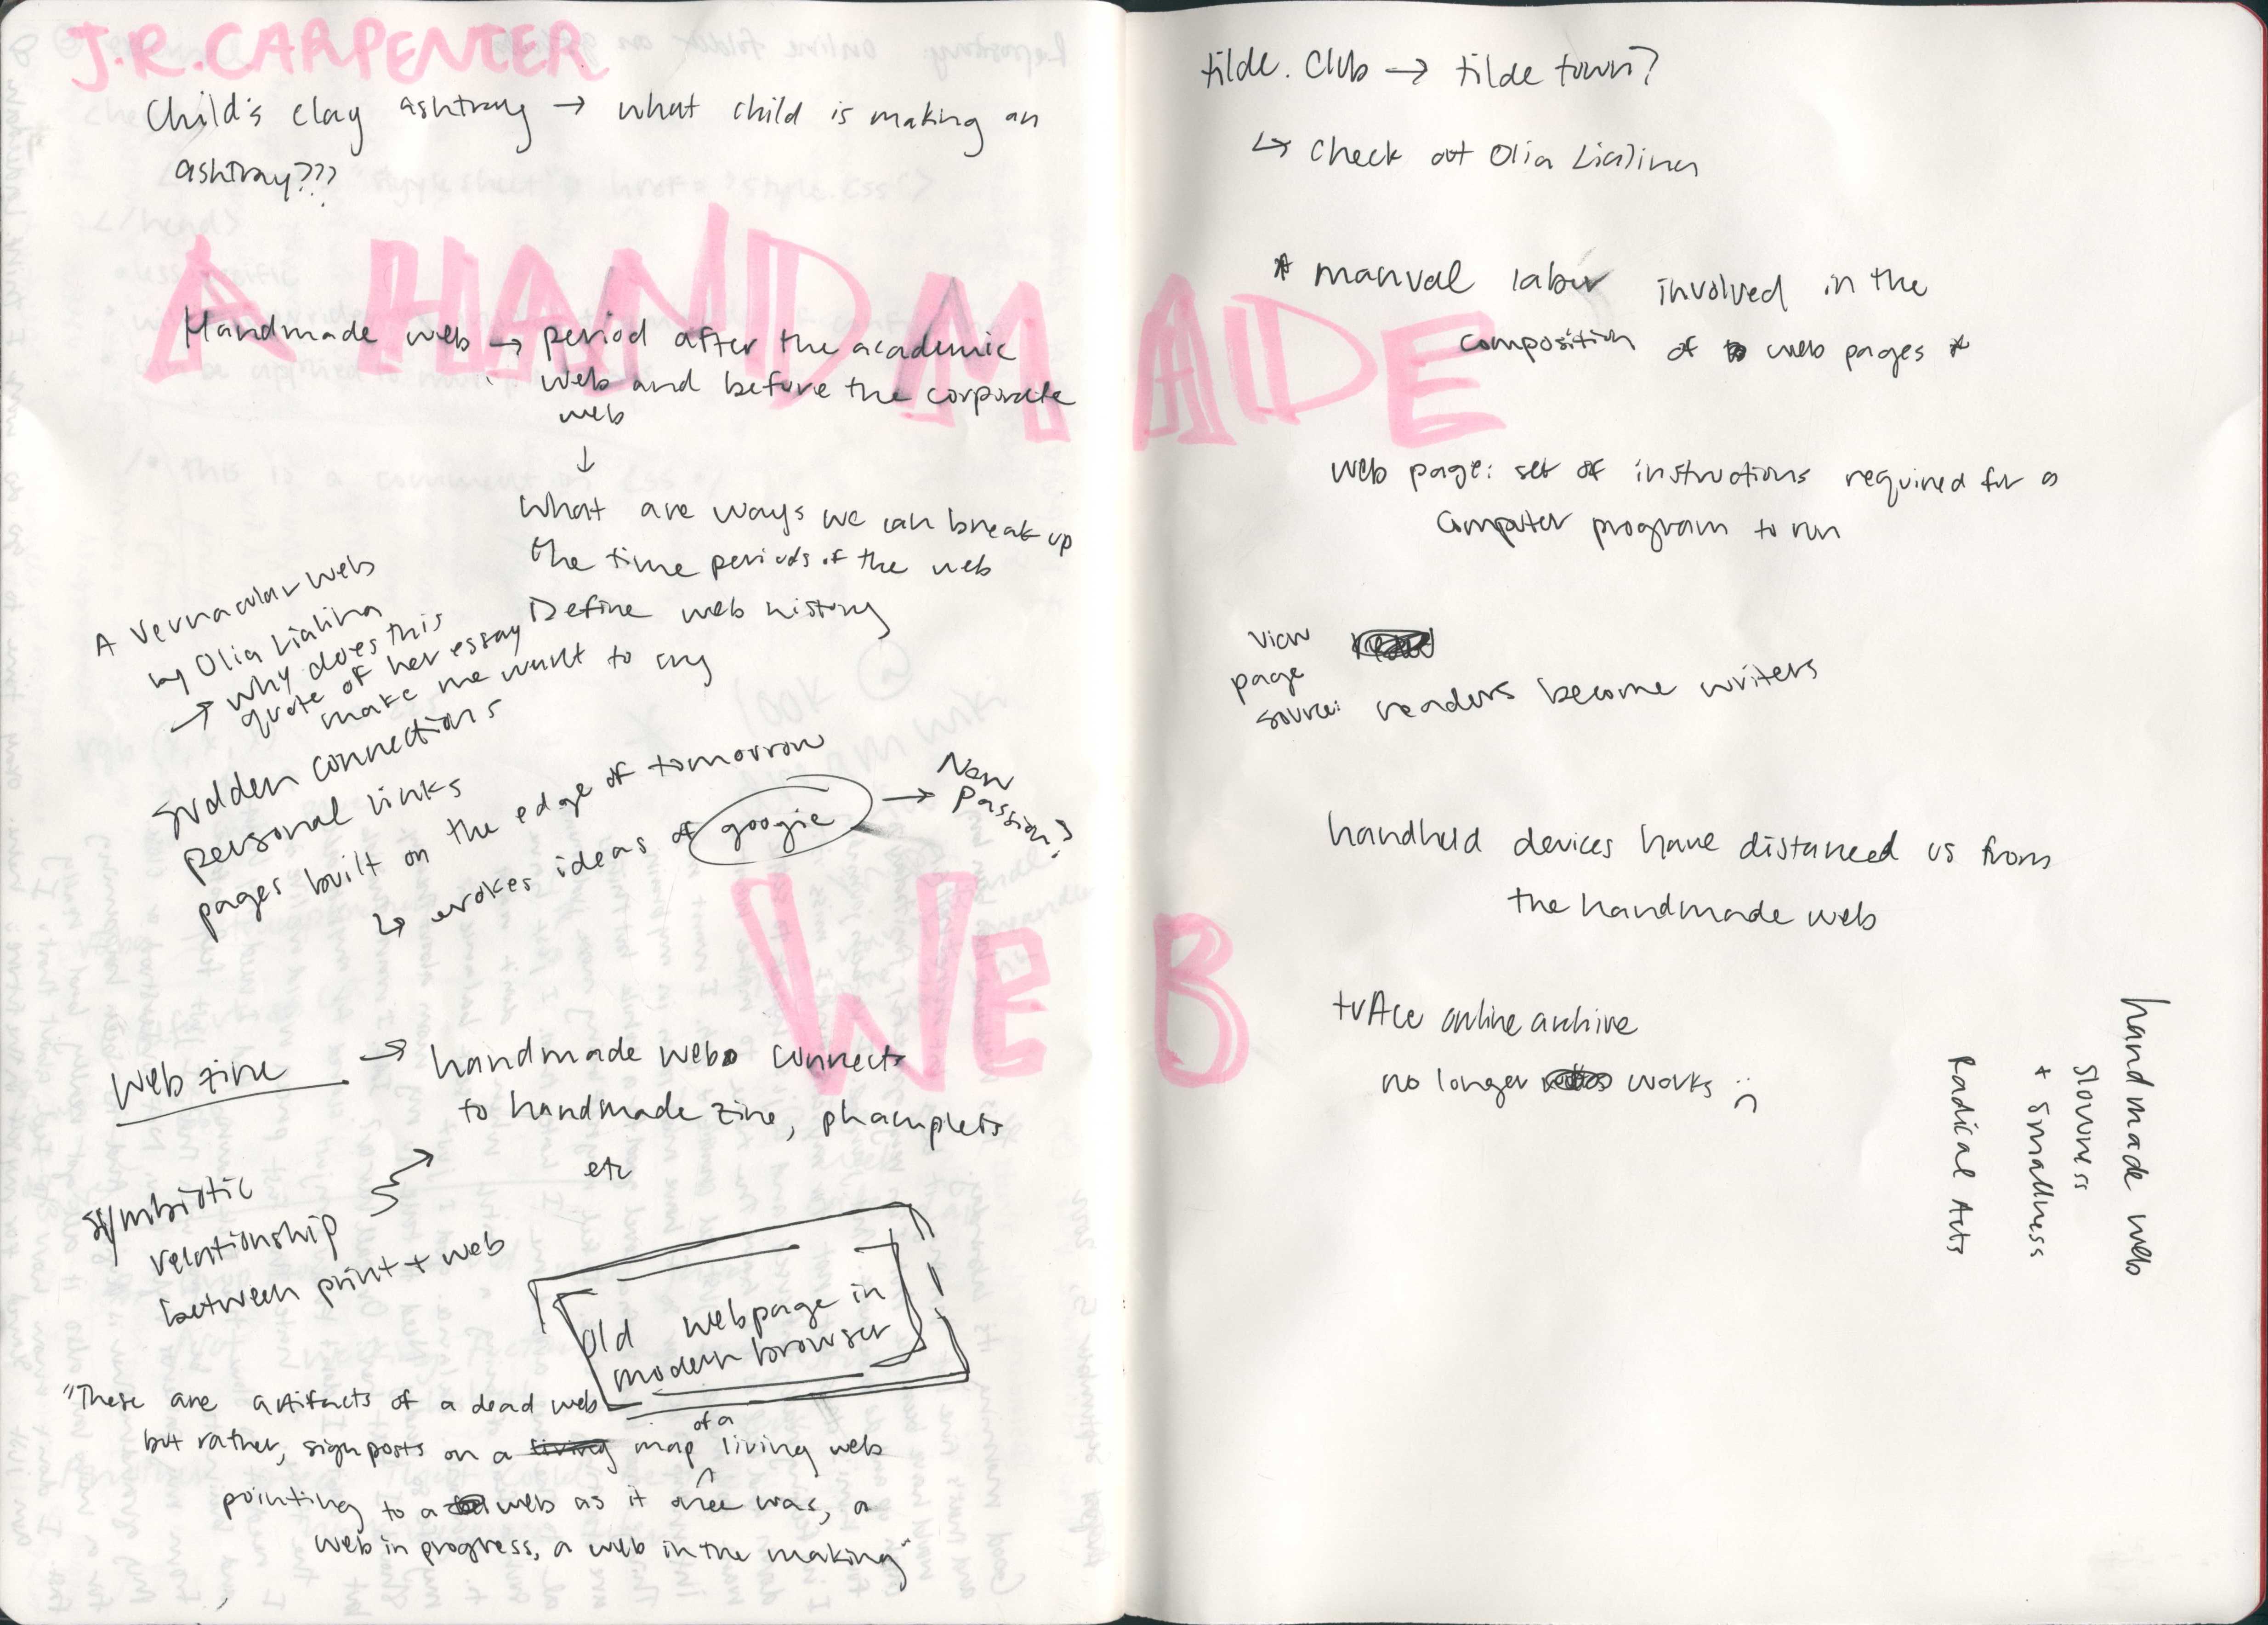 J.R. CARPENTER
Child's clay ashtray → what child is making an
ashtray???
A HANDMADE
Handmade web → period after the academic
web and before the corporate
web
↓
What are ways we can break up
the time periods of the web
Define web history
A Vernacular Web
by Olia Lialina
→ why does this
quote of her essay
make me want to cry
sudden connections
personal links
pages built on the edge of tomorrow
↳ evokes ideas of googie → New
passion?
WEB
Web zine → handmade web connects
to handmade zine, phamplets
etc
symbiotic
relationship
between print + web
old webpage in
modern browser
"These are artifacts of a dead web
but rather, signposts on a living map of a living web
pointing to a web as it once was, a
web in progress, a web in the making"
tilde.club → tilde town?
↳ check out Olia Lialina
* manual labor involved in the
composition of web pages *
web page: set of instructions required for a
computer program to run
view
page
source: readers become writers
handheld devices have distanced us from
the handmade web
trAce online archive
no longer works :(
handmade web
slowness
+ smallness
Radical Acts